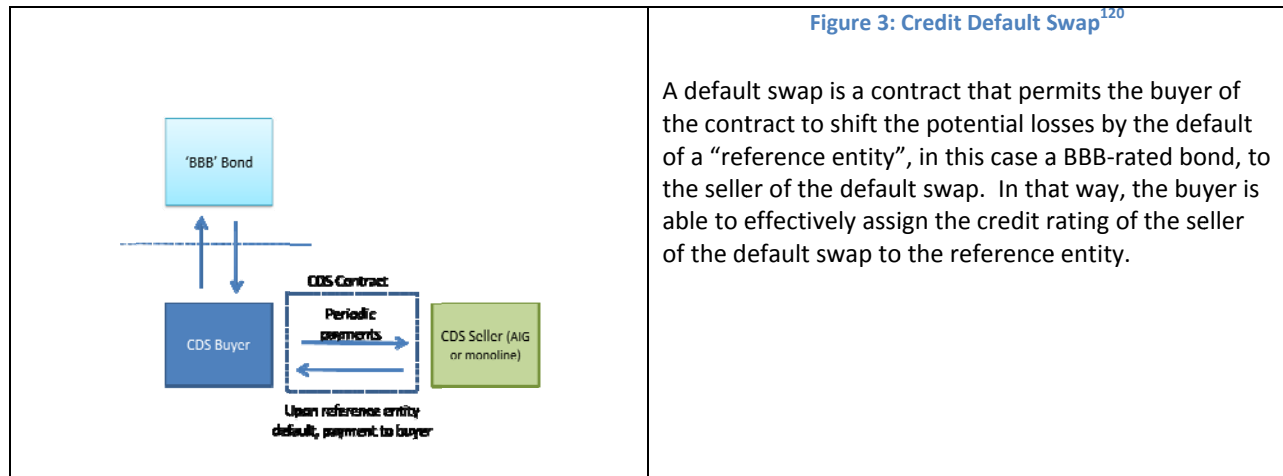 Figure 3: Credit Default Swap120
A default swap is a contract that permits the buyer of
the contract to shift the potential losses by the default
of a “reference entity”, in this case a BBB-rated bond, to
the seller of the default swap.  In that way, the buyer is
able to effectively assign the credit rating of the seller
of the default swap to the reference entity.
‘BBB’ Bond
CDS Contract
Periodic
payments
CDS Buyer
CDS Seller (AIG
or monoline)
Upon reference entity
default, payment to buyer